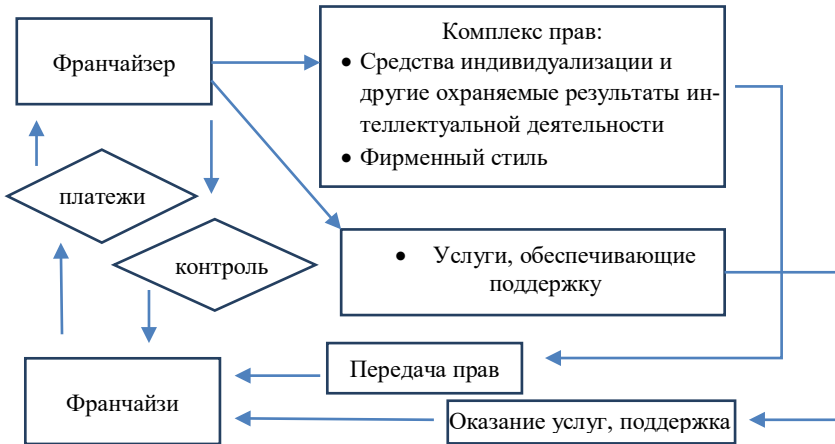 Франчайзер
Комплекс прав:
• Средства индивидуализации и
другие охраняемые результаты ин-
теллектуальной деятельности
• Фирменный стиль
платежи
контроль
• Услуги, обеспечивающие
поддержку
Передача прав
Франчайзи
Оказание услуг, поддержка